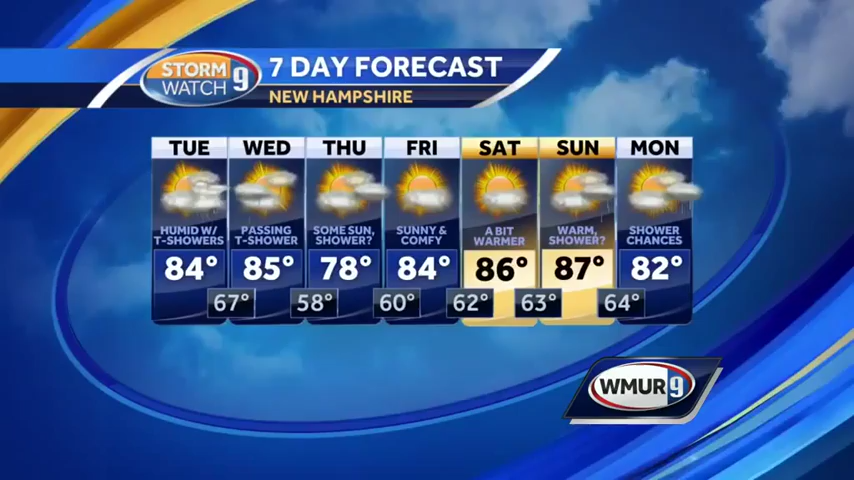 STORM
WATCH 9
7 DAY FORECAST
NEW HAMPSHIRE
TUE WED THU FRI SAT SUN MON
HUMID W/ PASSING SOME SUN, SUNNY & A BIT WARM, SHOWER
T-SHOWERS T-SHOWER SHOWER? COMFY WARMER SHOWER? CHANCES
84° 85° 78° 84° 86° 87° 82°
67° 58° 60° 62° 63° 64°
WMUR 9